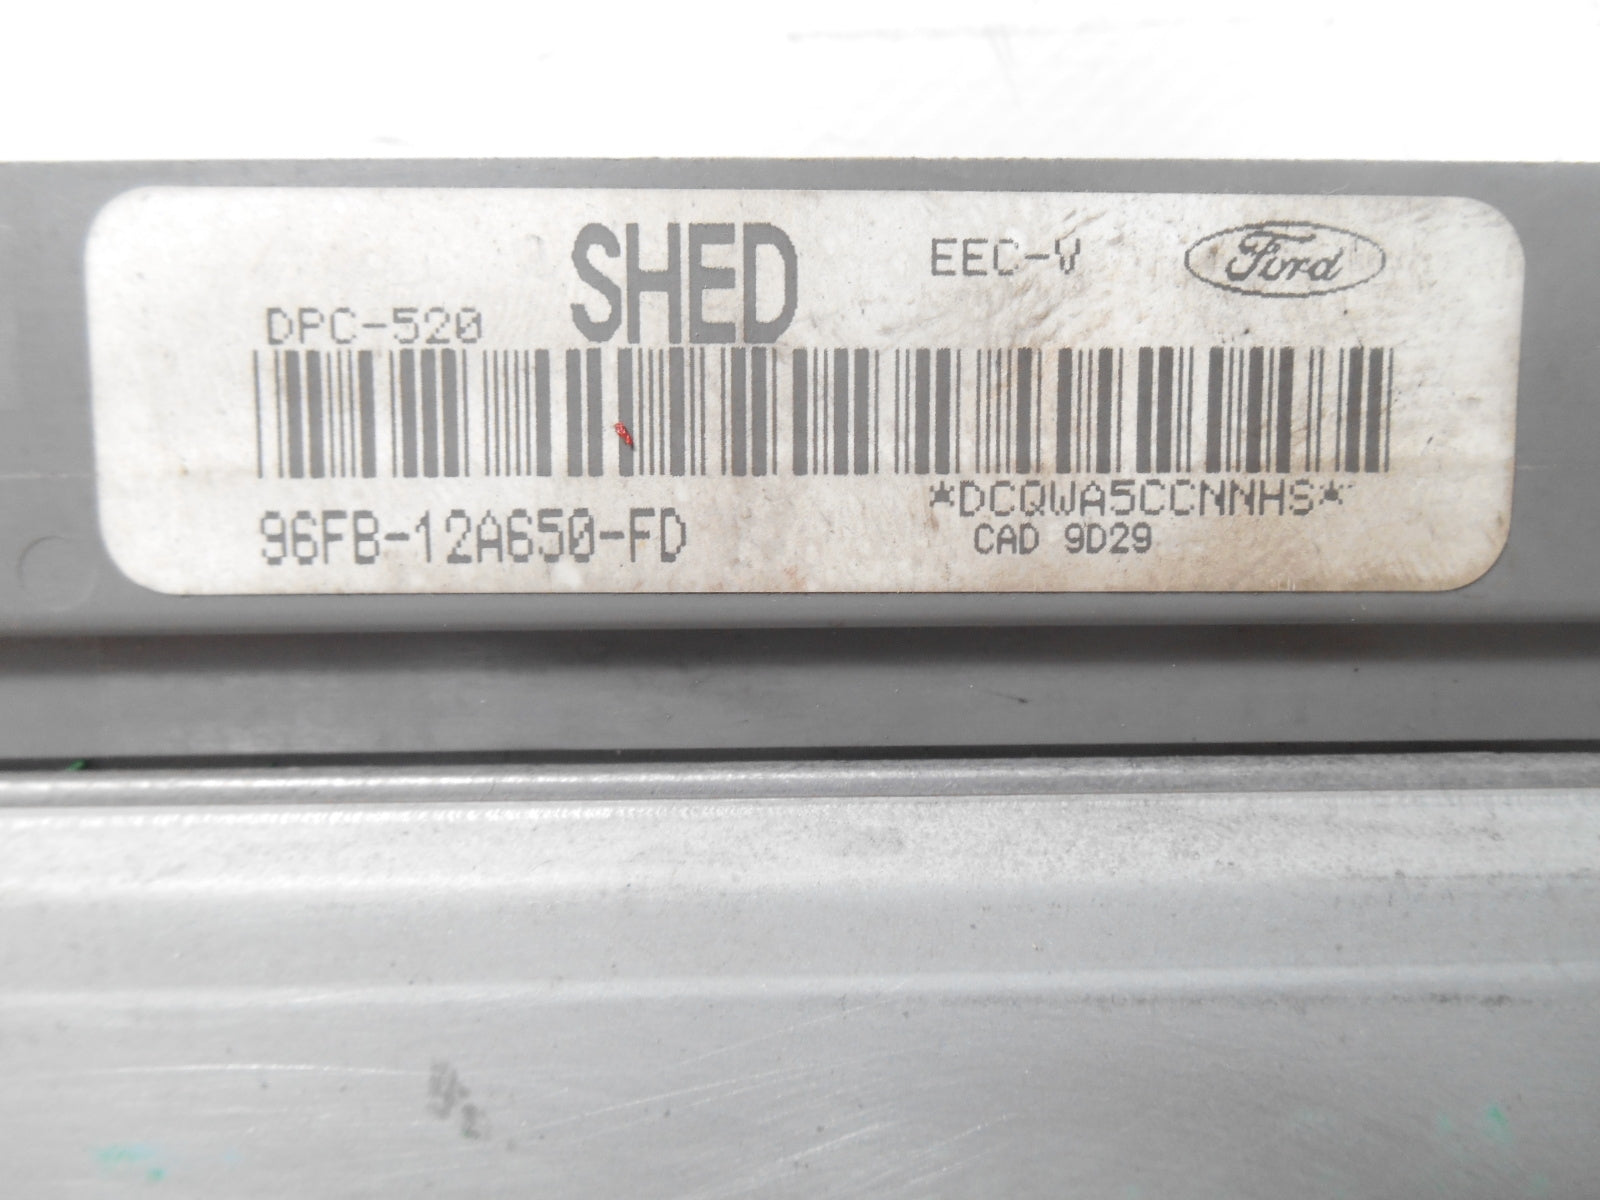 SHED
EEC-V
Ford
DPC-520
*DCQWA5CCNNHS*
96FB-12A650-FD
CAD 9D29